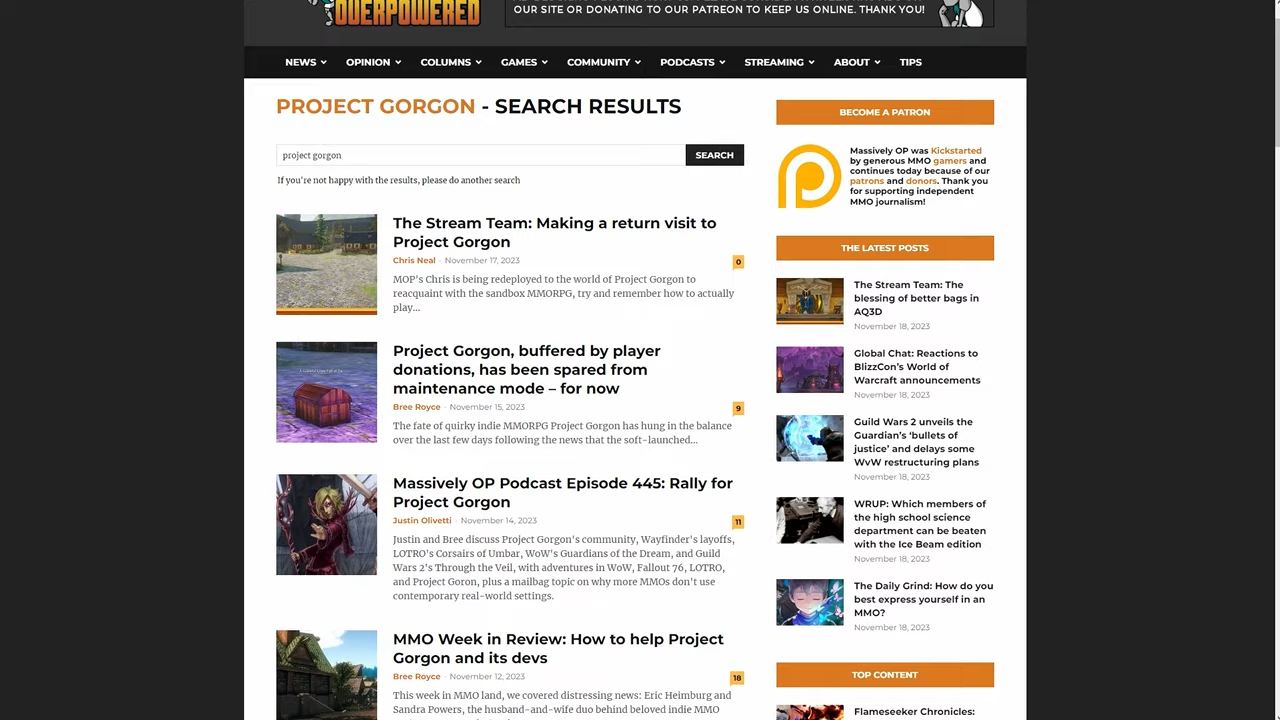 OVERPOWERED
OUR SITE OR DONATING TO OUR PATREON TO KEEP US ONLINE. THANK YOU!
NEWS OPINION COLUMNS GAMES COMMUNITY PODCASTS STREAMING ABOUT TIPS
PROJECT GORGON - SEARCH RESULTS
project gorgon
SEARCH
If you're not happy with the results, please do another search
The Stream Team: Making a return visit to
Project Gorgon
Chris Neal - November 17, 2023
0
MOP's Chris is being redeployed to the world of Project Gorgon to
reacquaint with the sandbox MMORPG, try and remember how to actually
play...
Project Gorgon, buffered by player
donations, has been spared from
maintenance mode – for now
Bree Royce - November 15, 2023
9
The fate of quirky indie MMORPG Project Gorgon has hung in the balance
over the last few days following the news that the soft-launched...
Massively OP Podcast Episode 445: Rally for
Project Gorgon
Justin Olivetti - November 14, 2023
11
Justin and Bree discuss Project Gorgon's community, Wayfinder's layoffs,
LOTRO's Corsairs of Umbar, WoW's Guardians of the Dream, and Guild
Wars 2's Through the Veil, with adventures in WoW, Fallout 76, LOTRO,
and Project Goron, plus a mailbag topic on why more MMOs don't use
contemporary real-world settings.
MMO Week in Review: How to help Project
Gorgon and its devs
Bree Royce - November 12, 2023
18
This week in MMO land, we covered distressing news: Eric Heimburg and
Sandra Powers, the husband-and-wife duo behind beloved indie MMO
BECOME A PATRON
Massively OP was Kickstarted
by generous MMO gamers and
continues today because of our
patrons and donors. Thank you
for supporting independent
MMO journalism!
THE LATEST POSTS
The Stream Team: The
blessing of better bags in
AQ3D
November 18, 2023
Global Chat: Reactions to
BlizzCon's World of
Warcraft announcements
November 18, 2023
Guild Wars 2 unveils the
Guardian's ‘bullets of
justice’ and delays some
WvW restructuring plans
November 18, 2023
WRUP: Which members of
the high school science
department can be beaten
with the Ice Beam edition
November 18, 2023
The Daily Grind: How do you
best express yourself in an
MMO?
November 18, 2023
TOP CONTENT
Flameseeker Chronicles: